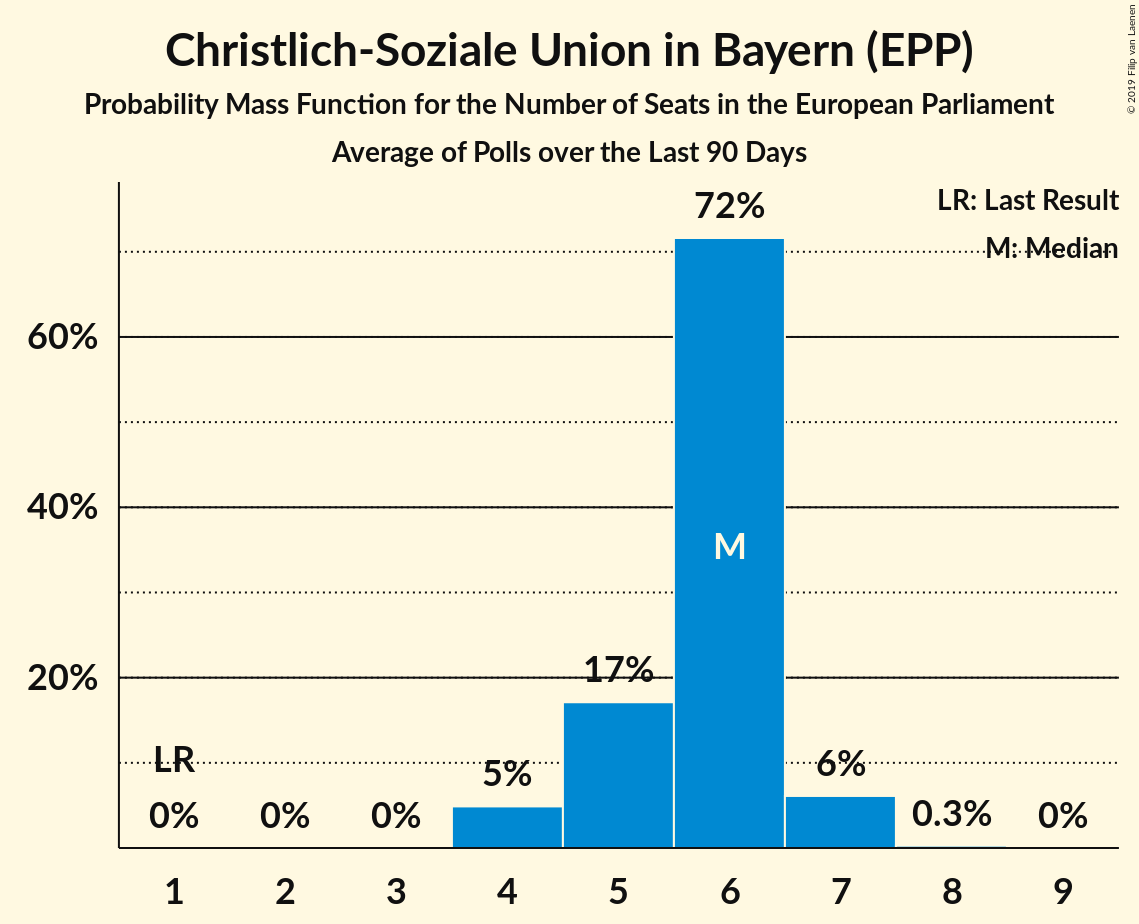 Christlich-Soziale Union in Bayern (EPP)
Probability Mass Function for the Number of Seats in the European Parliament
Average of Polls over the Last 90 Days
© 2019 Filip van Laenen
LR: Last Result
M: Median
72%
60%
40%
M
20%
17%
LR
5%
6%
0%
0%
0%
0.3%
0%
1 2 3 4 5 6 7 8 9